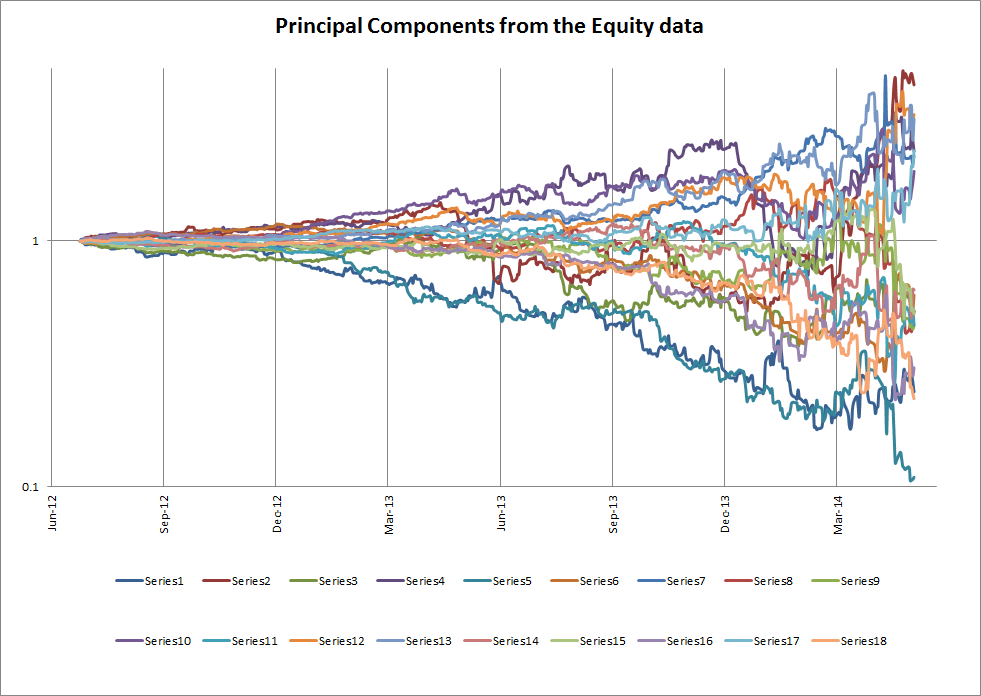 Principal Components from the Equity data
1
0.1
Jun-12
Sep-12
Dec-12
Mar-13
Jun-13
Sep-13
Dec-13
Mar-14
Series1 Series2 Series3 Series4 Series5 Series6 Series7 Series8 Series9
Series10 Series11 Series12 Series13 Series14 Series15 Series16 Series17 Series18